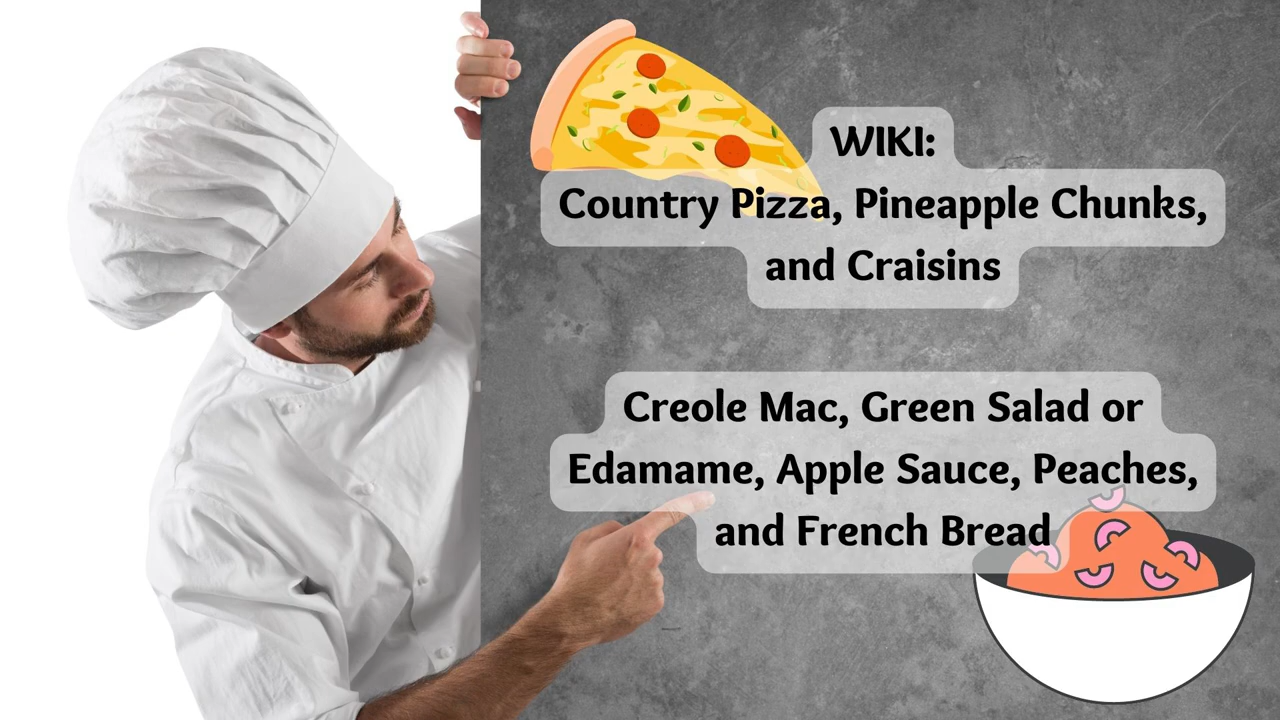 WIKI:
Country Pizza, Pineapple Chunks,
and Craisins
Creole Mac, Green Salad or
Edamame, Apple Sauce, Peaches,
and French Bread